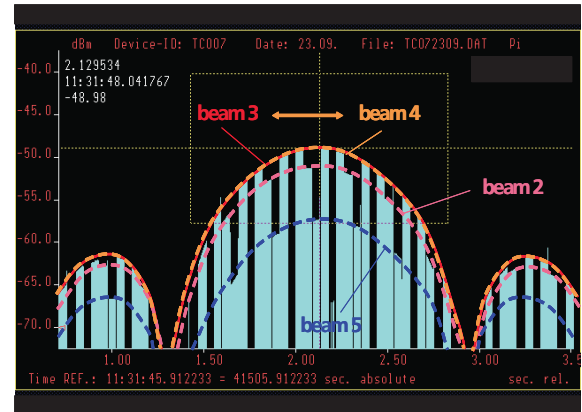 dBm Device-ID: TC007 Date: 23.09. File: TC072309.DAT Pi
2.129534
11:31:48.041767
-48.98
-40.0
-45.0
-50.0
-55.0
-60.0
-65.0
-70.0
beam 3
beam 4
beam 2
beam 5
1.00 1.50 2.00 2.50 3.00 3.5
Time REF.: 11:31:45.912233 = 41505.912233 sec. absolute sec. rel.